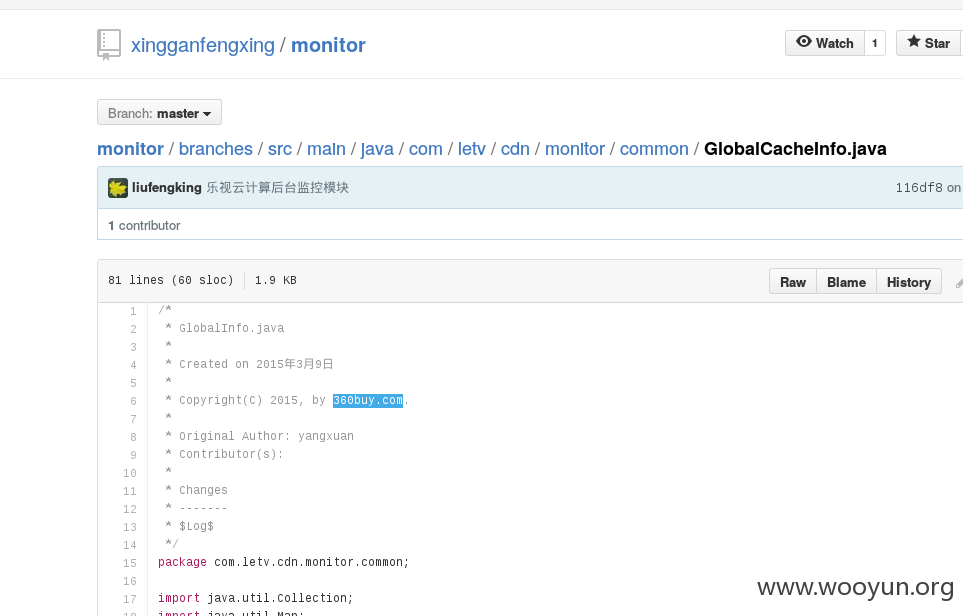 xingganfengxing / monitor
Watch 1 Star
Branch: master
monitor / branches / src / main / java / com / letv / cdn / monitor / common / GlobalCacheInfo.java
liufengking 乐视云计算后台监控模块 116df8 on
1 contributor
81 lines (60 sloc) 1.9 KB Raw Blame History
1 /*
2 * GlobalInfo.java
3 *
4 * Created on 2015年3月9日
5 *
6 * Copyright(C) 2015, by 360buy.com.
7 *
8 * Original Author: yangxuan
9 * Contributor(s):
10 *
11 * Changes
12 * -------
13 * $Log$
14 */
15 package com.letv.cdn.monitor.common;
16
17 import java.util.Collection;
18 import java.util.Map;
www.wooyun.org